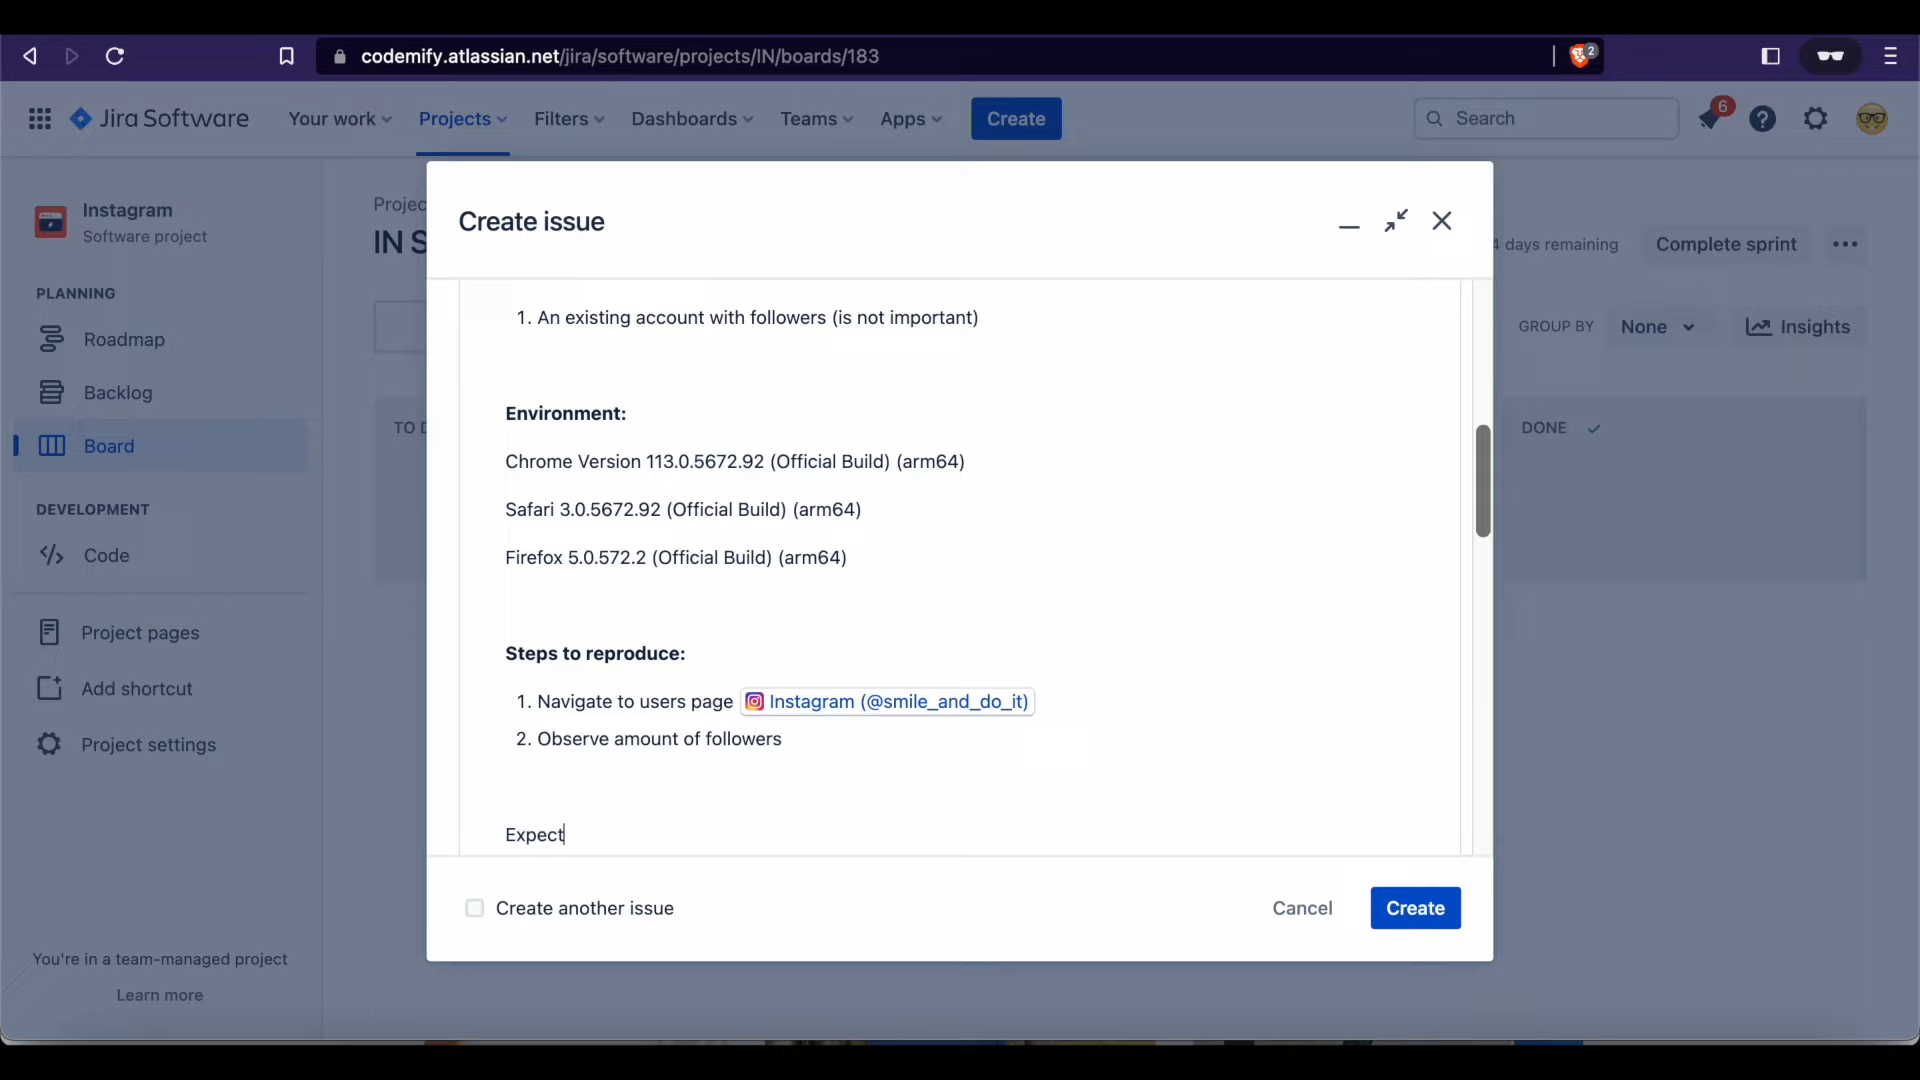 codemify.atlassian.net/jira/software/projects/IN/boards/183
2
Jira Software
Your work
Projects
Filters
Dashboards
Teams
Apps
Create
Search
6
Instagram
Software project
PLANNING
Roadmap
Backlog
Board
DEVELOPMENT
Code
Project pages
Add shortcut
Project settings
You're in a team-managed project
Learn more
Projec
IN S
TO D
Create issue
1. An existing account with followers (is not important)
Environment:
Chrome Version 113.0.5672.92 (Official Build) (arm64)
Safari 3.0.5672.92 (Official Build) (arm64)
Firefox 5.0.572.2 (Official Build) (arm64)
Steps to reproduce:
1. Navigate to users page Instagram (@smile_and_do_it)
2. Observe amount of followers
Expect
Create another issue
Cancel
Create
4 days remaining
Complete sprint
GROUP BY
None
Insights
DONE